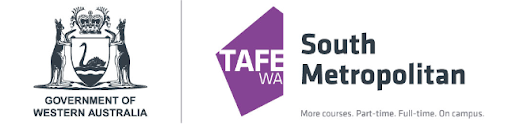 GOVERNMENT OF
WESTERN AUSTRALIA
TAFE
WA
South
Metropolitan
More courses. Part-time. Full-time. On campus.